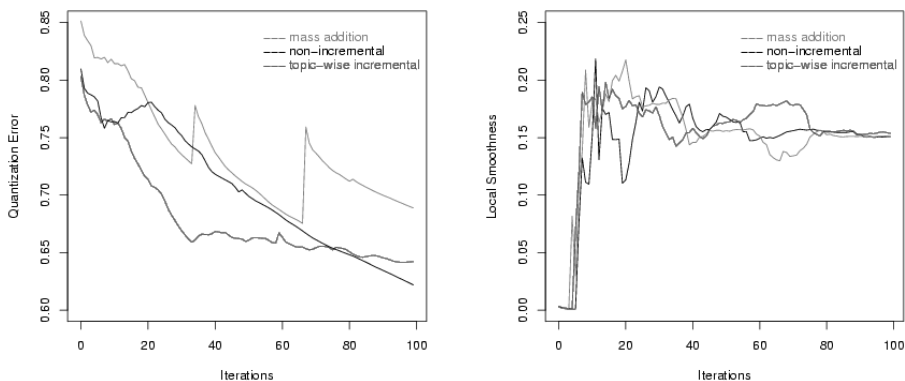 Quantization Error
0.85
0.80
0.75
0.70
0.65
0.60
mass addition
non−incremental
topic−wise incremental
0 20 40 60 80 100
Iterations
Local Smoothness
0.25
0.20
0.15
0.10
0.05
0.00
mass addition
non−incremental
topic−wise incremental
0 20 40 60 80 100
Iterations